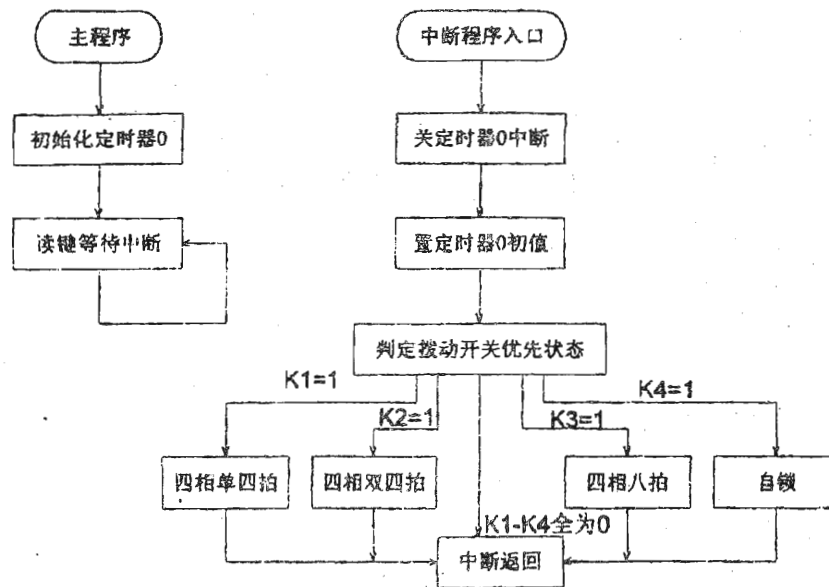 主程序
中断程序入口
初始化定时器0
关定时器0中断
读键等待中断
置定时器0初值
判定拨动开关优先状态
K1=1
K2=1
K3=1
K4=1
四相单四拍
四相双四拍
四相八拍
自锁
K1-K4全为0
中断返回